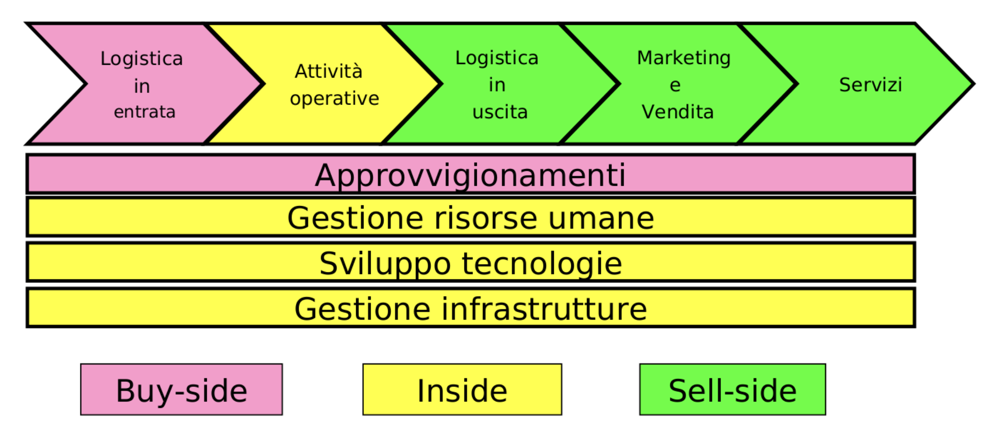 Logistica
in
entrata
Attività
operative
Logistica
in
uscita
Marketing
e
Vendita
Servizi
Approvvigionamenti
Gestione risorse umane
Sviluppo tecnologie
Gestione infrastrutture
Buy-side
Inside
Sell-side